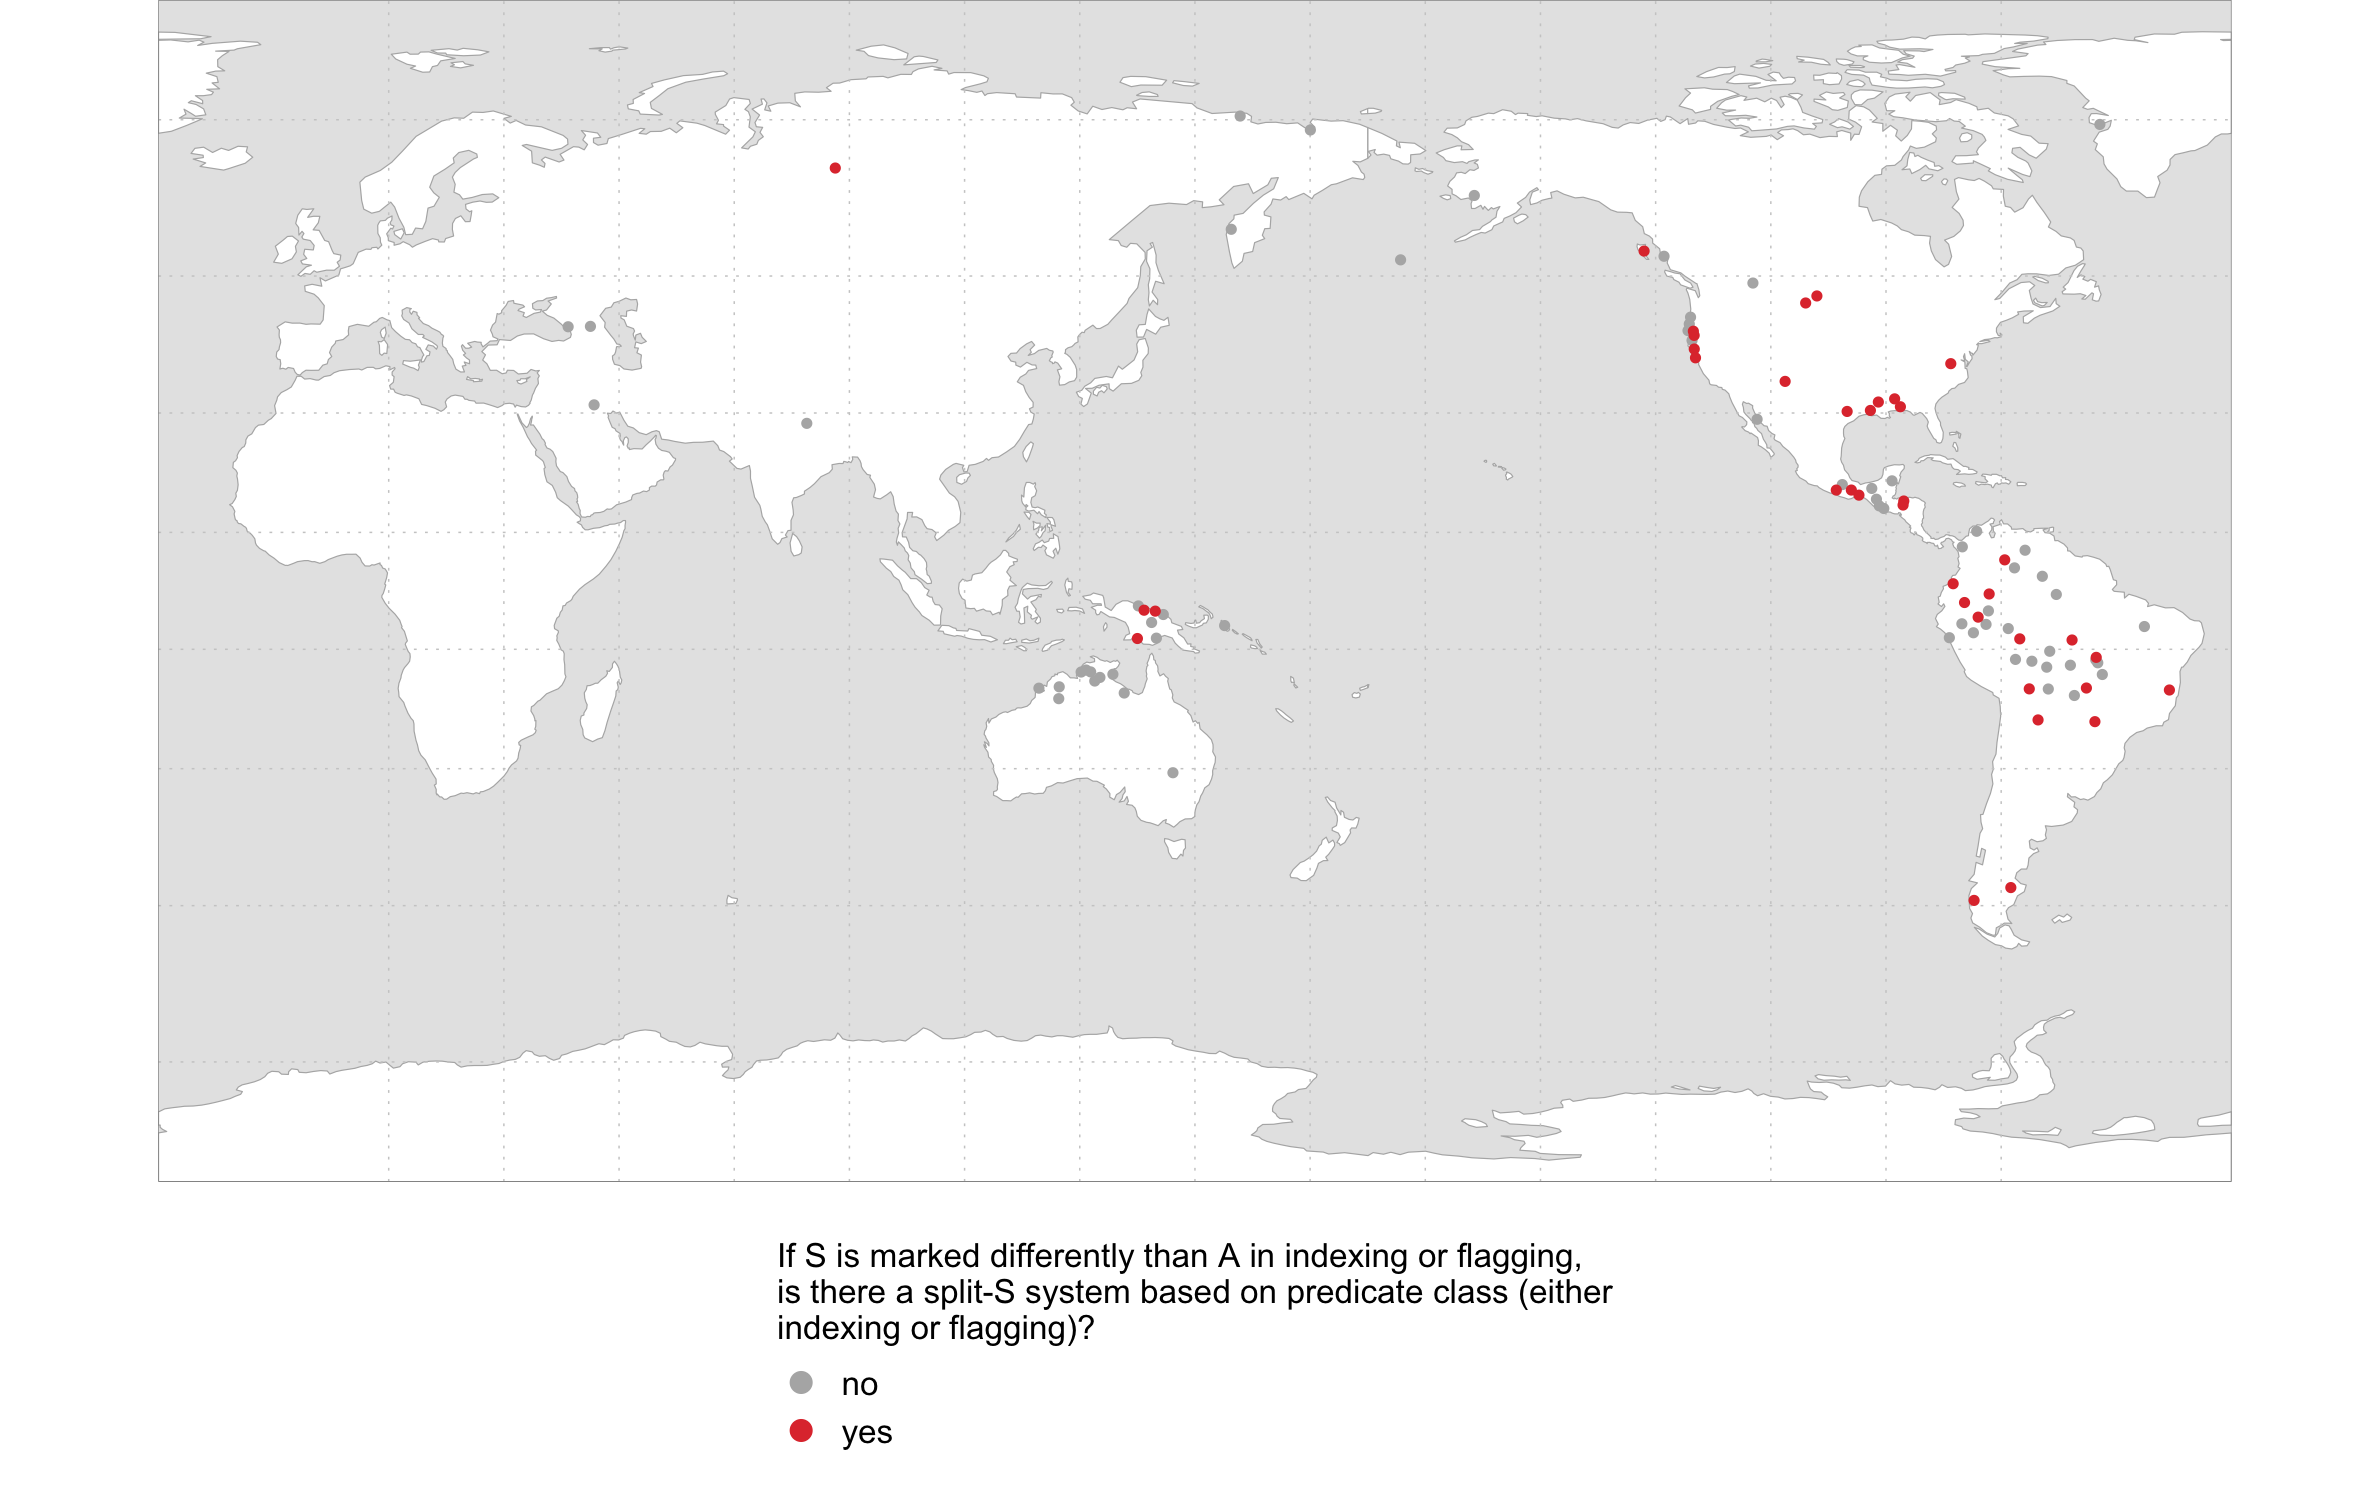 If S is marked differently than A in indexing or flagging,
is there a split-S system based on predicate class (either
indexing or flagging)?
no
yes